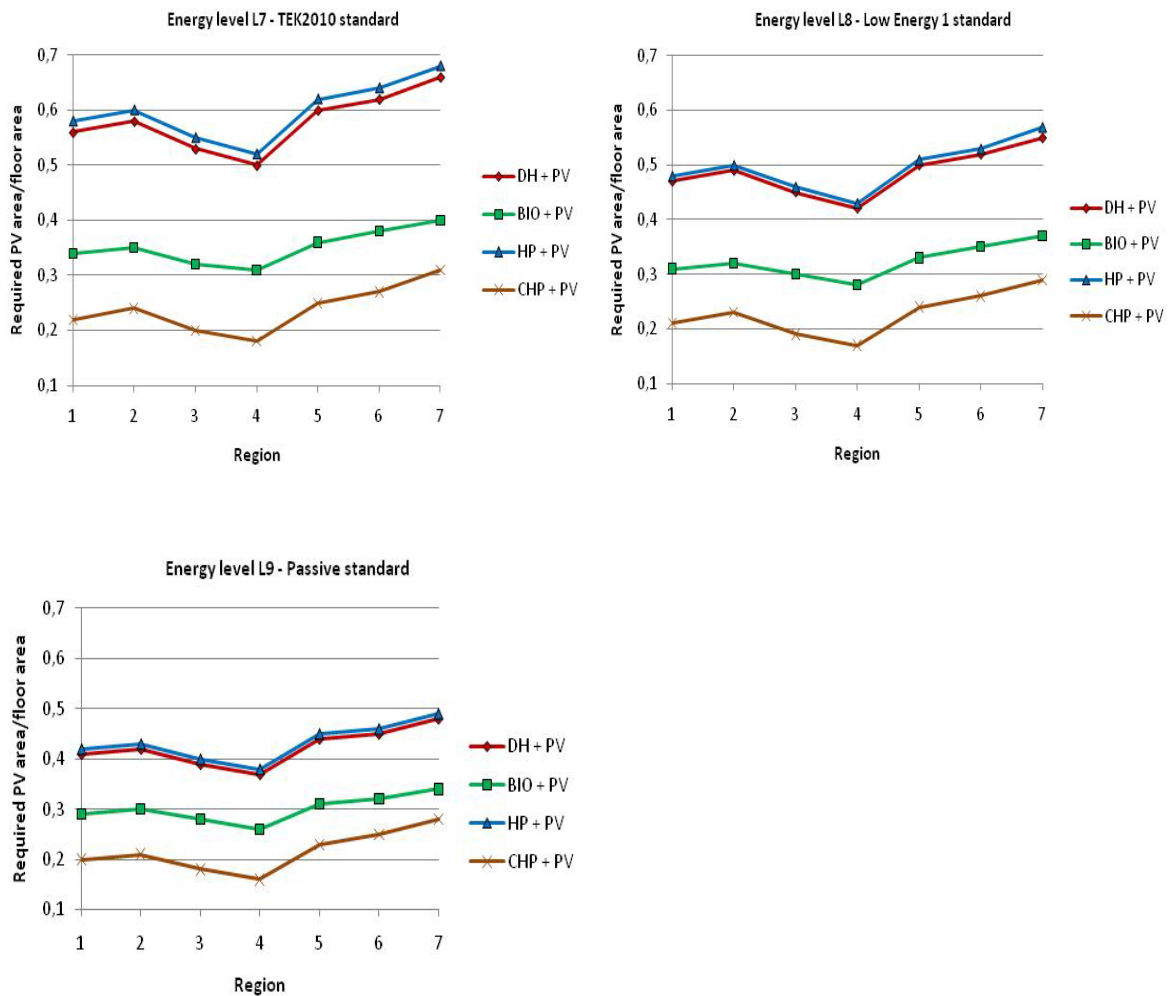 Energy level L7 - TEK2010 standard
Required PV area/floor area
0,7
0,6
0,5
0,4
0,3
0,2
0,1
1 2 3 4 5 6 7
Region
DH + PV
BIO + PV
HP + PV
CHP + PV
Energy level L8 - Low Energy 1 standard
Required PV area/floor area
0,7
0,6
0,5
0,4
0,3
0,2
0,1
1 2 3 4 5 6 7
Region
DH + PV
BIO + PV
HP + PV
CHP + PV
Energy level L9 - Passive standard
Required PV area/floor area
0,7
0,6
0,5
0,4
0,3
0,2
0,1
1 2 3 4 5 6 7
Region
DH + PV
BIO + PV
HP + PV
CHP + PV